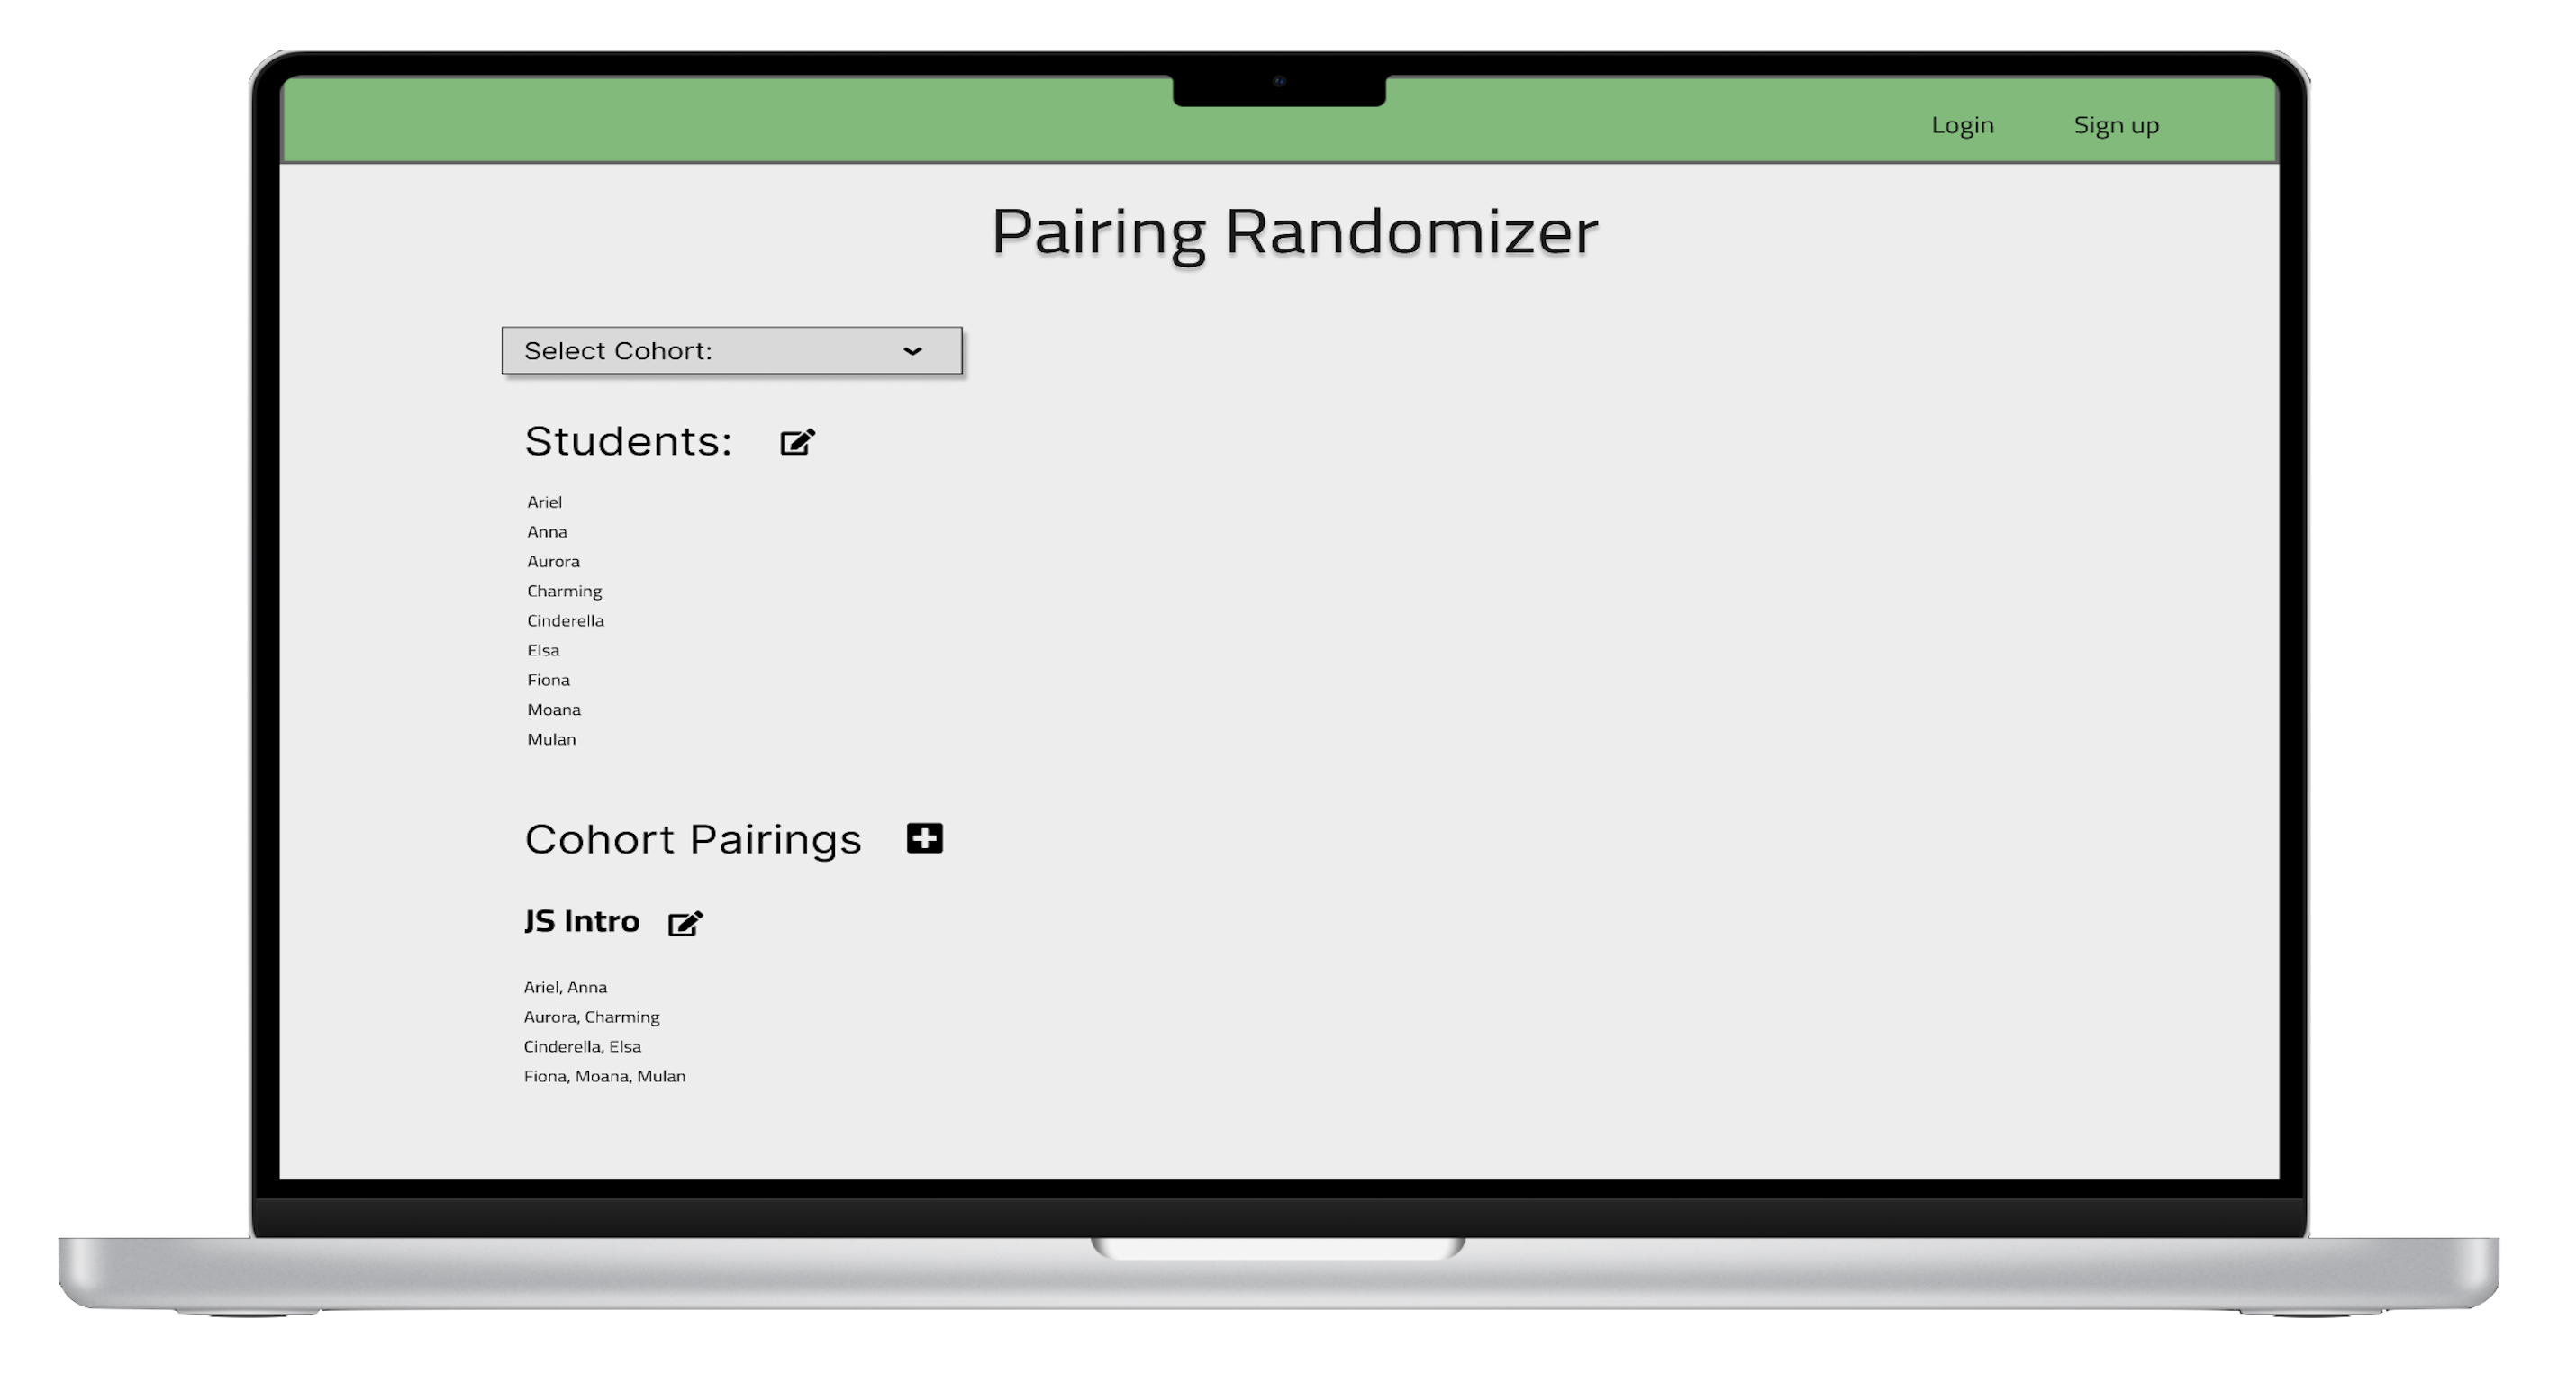 Login Sign up
Pairing Randomizer
Select Cohort:
Students:
Ariel
Anna
Aurora
Charming
Cinderella
Elsa
Fiona
Moana
Mulan
Cohort Pairings
JS Intro
Ariel, Anna
Aurora, Charming
Cinderella, Elsa
Fiona, Moana, Mulan